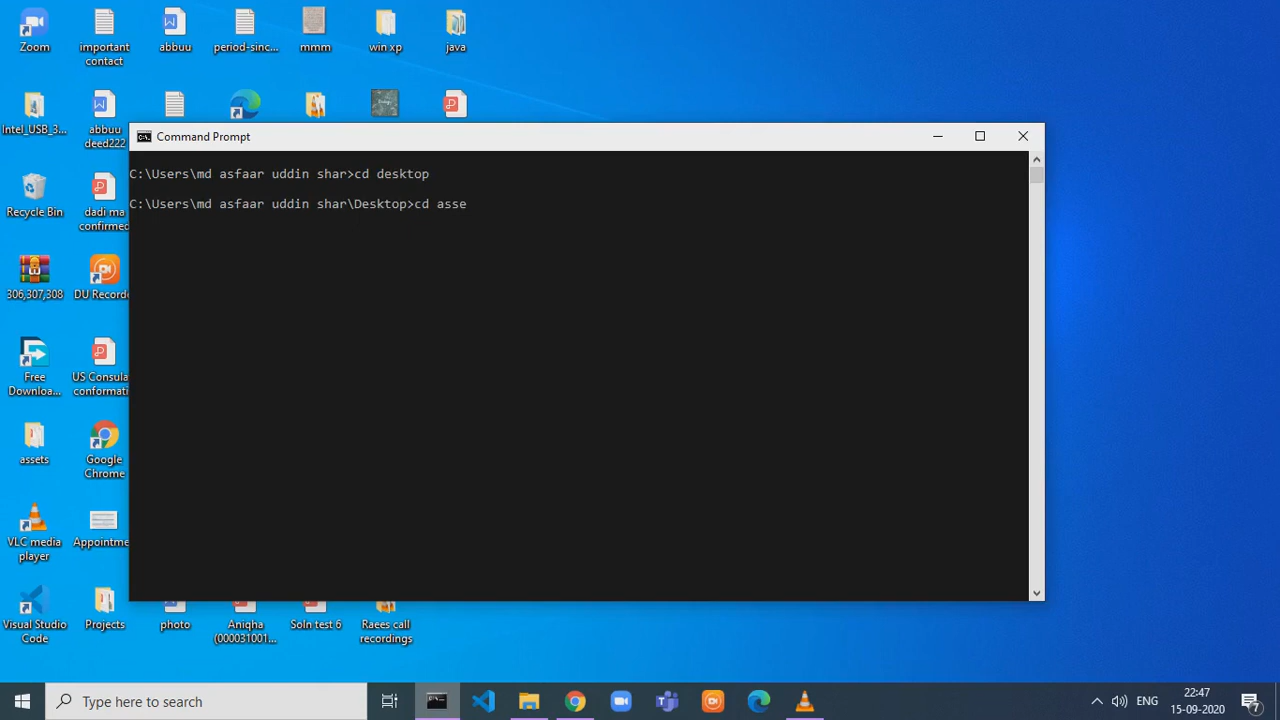 Zoom
important
contact
abbuu
period-sinc...
mmm
win xp
java
Intel_USB_3...
abbuu
deed222
Command Prompt
C:\Users\md asfaar uddin shar>cd desktop
C:\Users\md asfaar uddin shar\Desktop>cd asse
Recycle Bin
dadi ma
confirmed
306,307,308
DU Recorde
Free
Downloa...
US Consula
conformati
assets
Google
Chrome
VLC media
player
Appointme
Visual Studio
Code
Projects
photo
Aniqha
(000031001...
Soln test 6
Raees call
recordings
Type here to search
ENG
22:47
15-09-2020
7